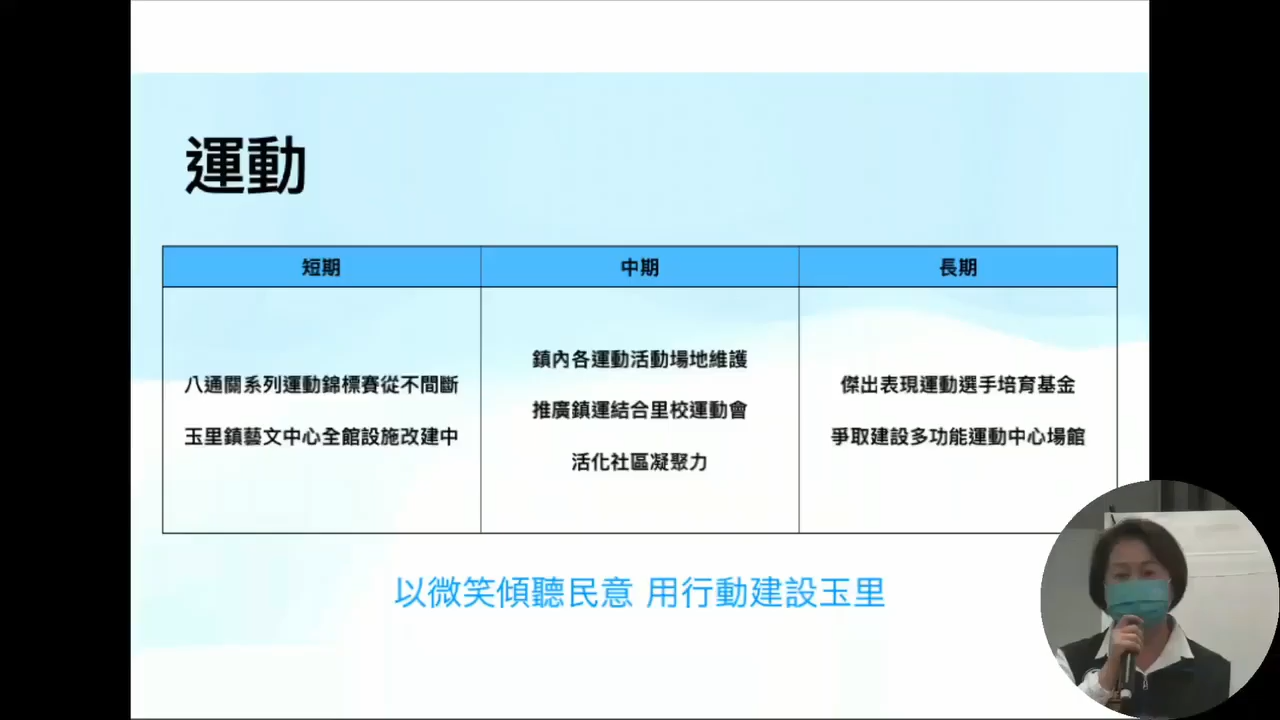 運動
短期
中期
長期
八通關系列運動錦標賽從不間斷
玉里鎮藝文中心全館設施改建中
鎮內各運動活動場地維護
推廣鎮運結合里校運動會
活化社區凝聚力
傑出表現運動選手培育基金
爭取建設多功能運動中心場館
以微笑傾聽民意 用行動建設玉里